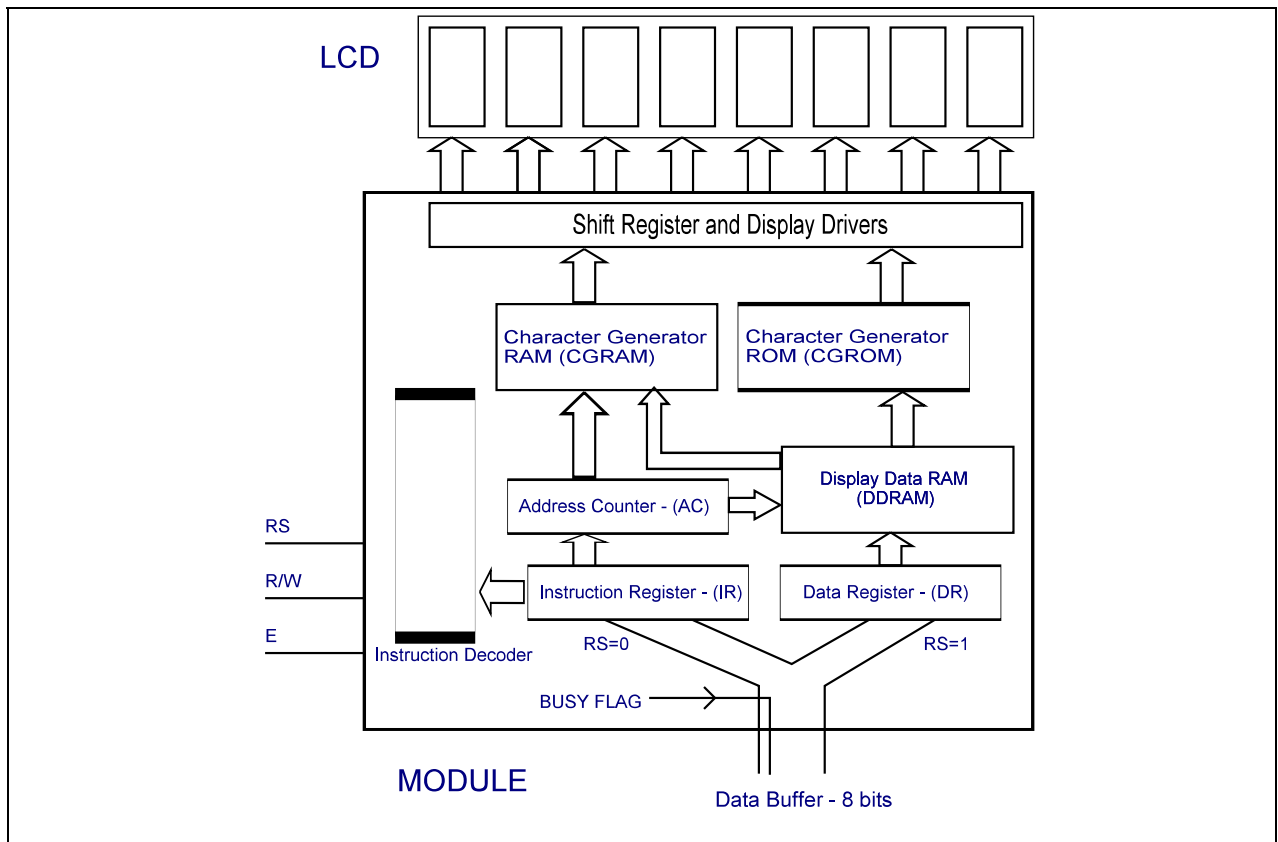 LCD
Shift Register and Display Drivers
Character Generator
RAM (CGRAM)
Character Generator
ROM (CGROM)
Display Data RAM
(DDRAM)
Address Counter - (AC)
RS
R/W
E
Instruction Register - (IR)
Data Register - (DR)
RS=0
RS=1
Instruction Decoder
BUSY FLAG
MODULE
Data Buffer - 8 bits